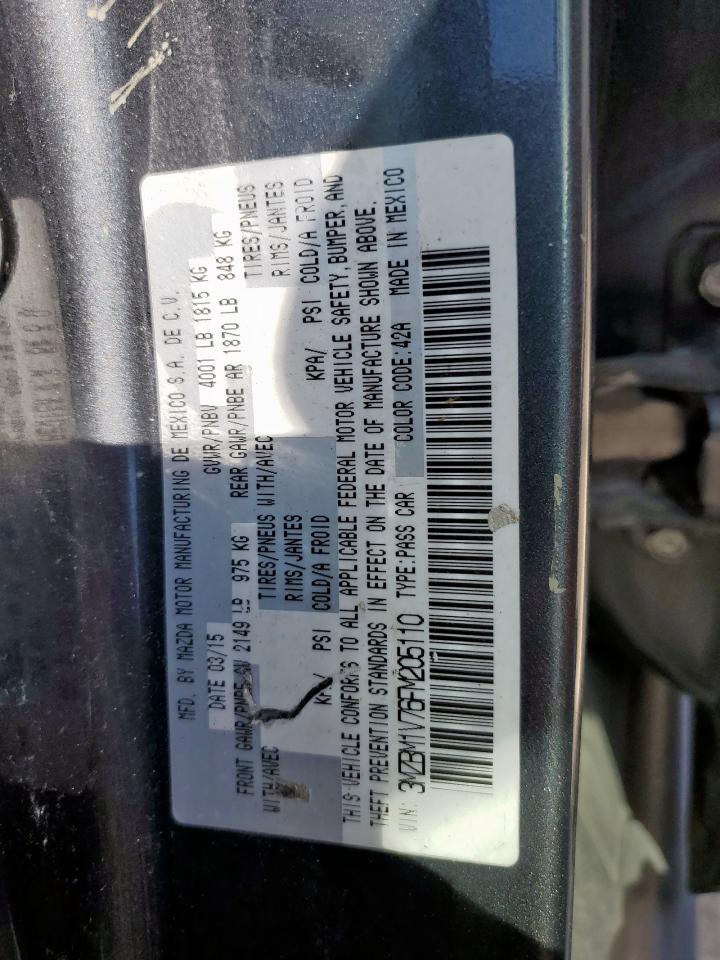 MFD. BY MAZDA MOTOR MANUFACTURING DE MEXICO S.A. DE C.V.
DATE 03/15 GVWR/PNBV 4001 LB 1815 KG
FRONT GAWR/PNBE AV 2149 LB 975 KG REAR GAWR/PNBE AR 1870 LB 848 KG
WITH/AVEC TIRES/PNEUS WITH/AVEC TIRES/PNEUS
RIMS/JANTES RIMS/JANTES
KPA/ PSI COLD/A FROID KPA/ PSI COLD/A FROID
THIS VEHICLE CONFORMS TO ALL APPLICABLE FEDERAL MOTOR VEHICLE SAFETY, BUMPER, AND
THEFT PREVENTION STANDARDS IN EFFECT ON THE DATE OF MANUFACTURE SHOWN ABOVE.
VIN: 3MZBM1V76FM205110 TYPE:PASS CAR COLOR CODE:42A MADE IN MEXICO